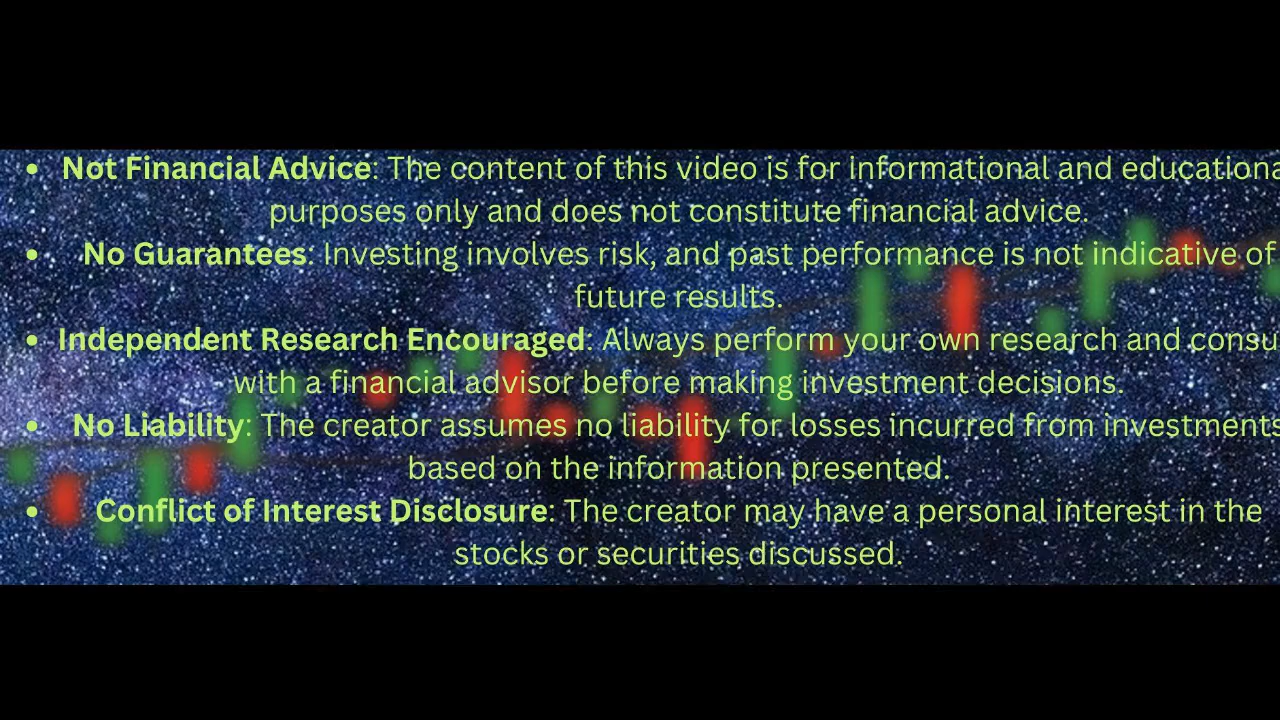 • Not Financial Advice: The content of this video is for informational and educationa
purposes only and does not constitute financial advice.
• No Guarantees: Investing involves risk, and past performance is not indicative of
future results.
• Independent Research Encouraged: Always perform your own research and consu
with a financial advisor before making investment decisions.
• No Liability: The creator assumes no liability for losses incurred from investments
based on the information presented.
• Conflict of Interest Disclosure: The creator may have a personal interest in the
stocks or securities discussed.